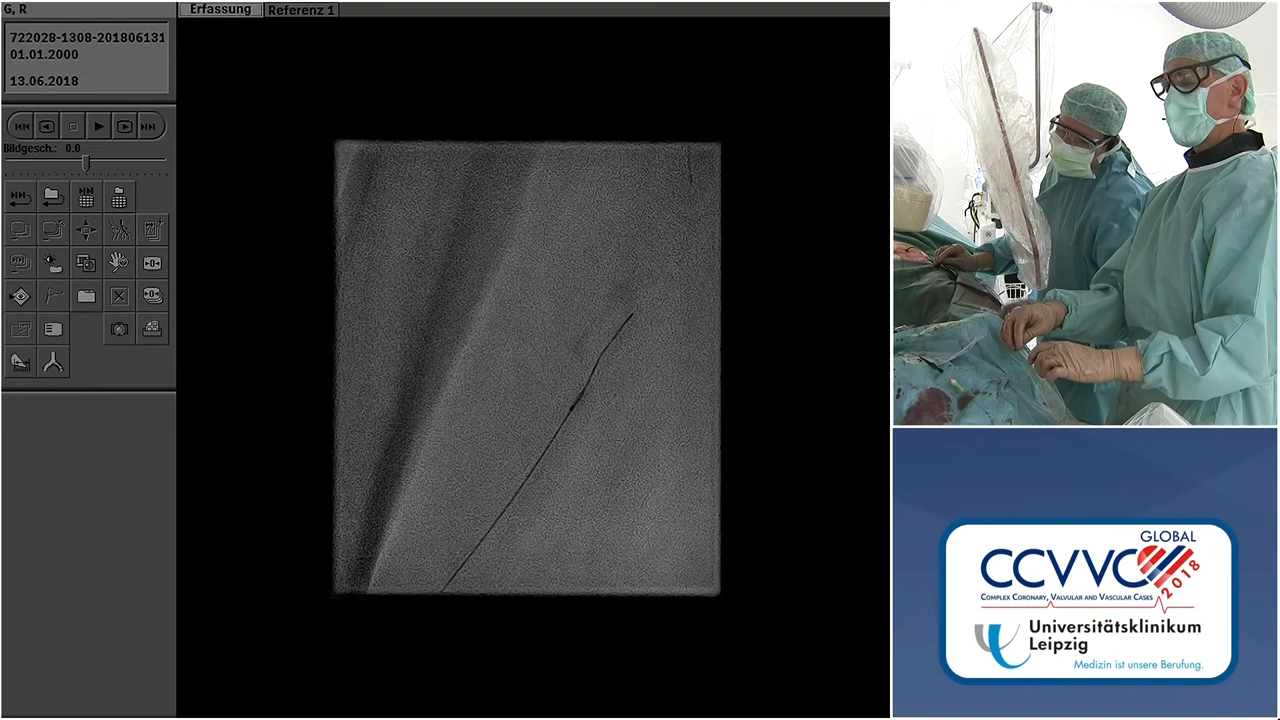 G, R
Erfassung
Referenz 1
722028-1308-201806131
01.01.2000
13.06.2018
Bildgesch.: 0.0
GLOBAL
CCVVC
2018
COMPLEX CORONARY, VALVULAR AND VASCULAR CASES
Universitätsklinikum
Leipzig
Medizin ist unsere Berufung.